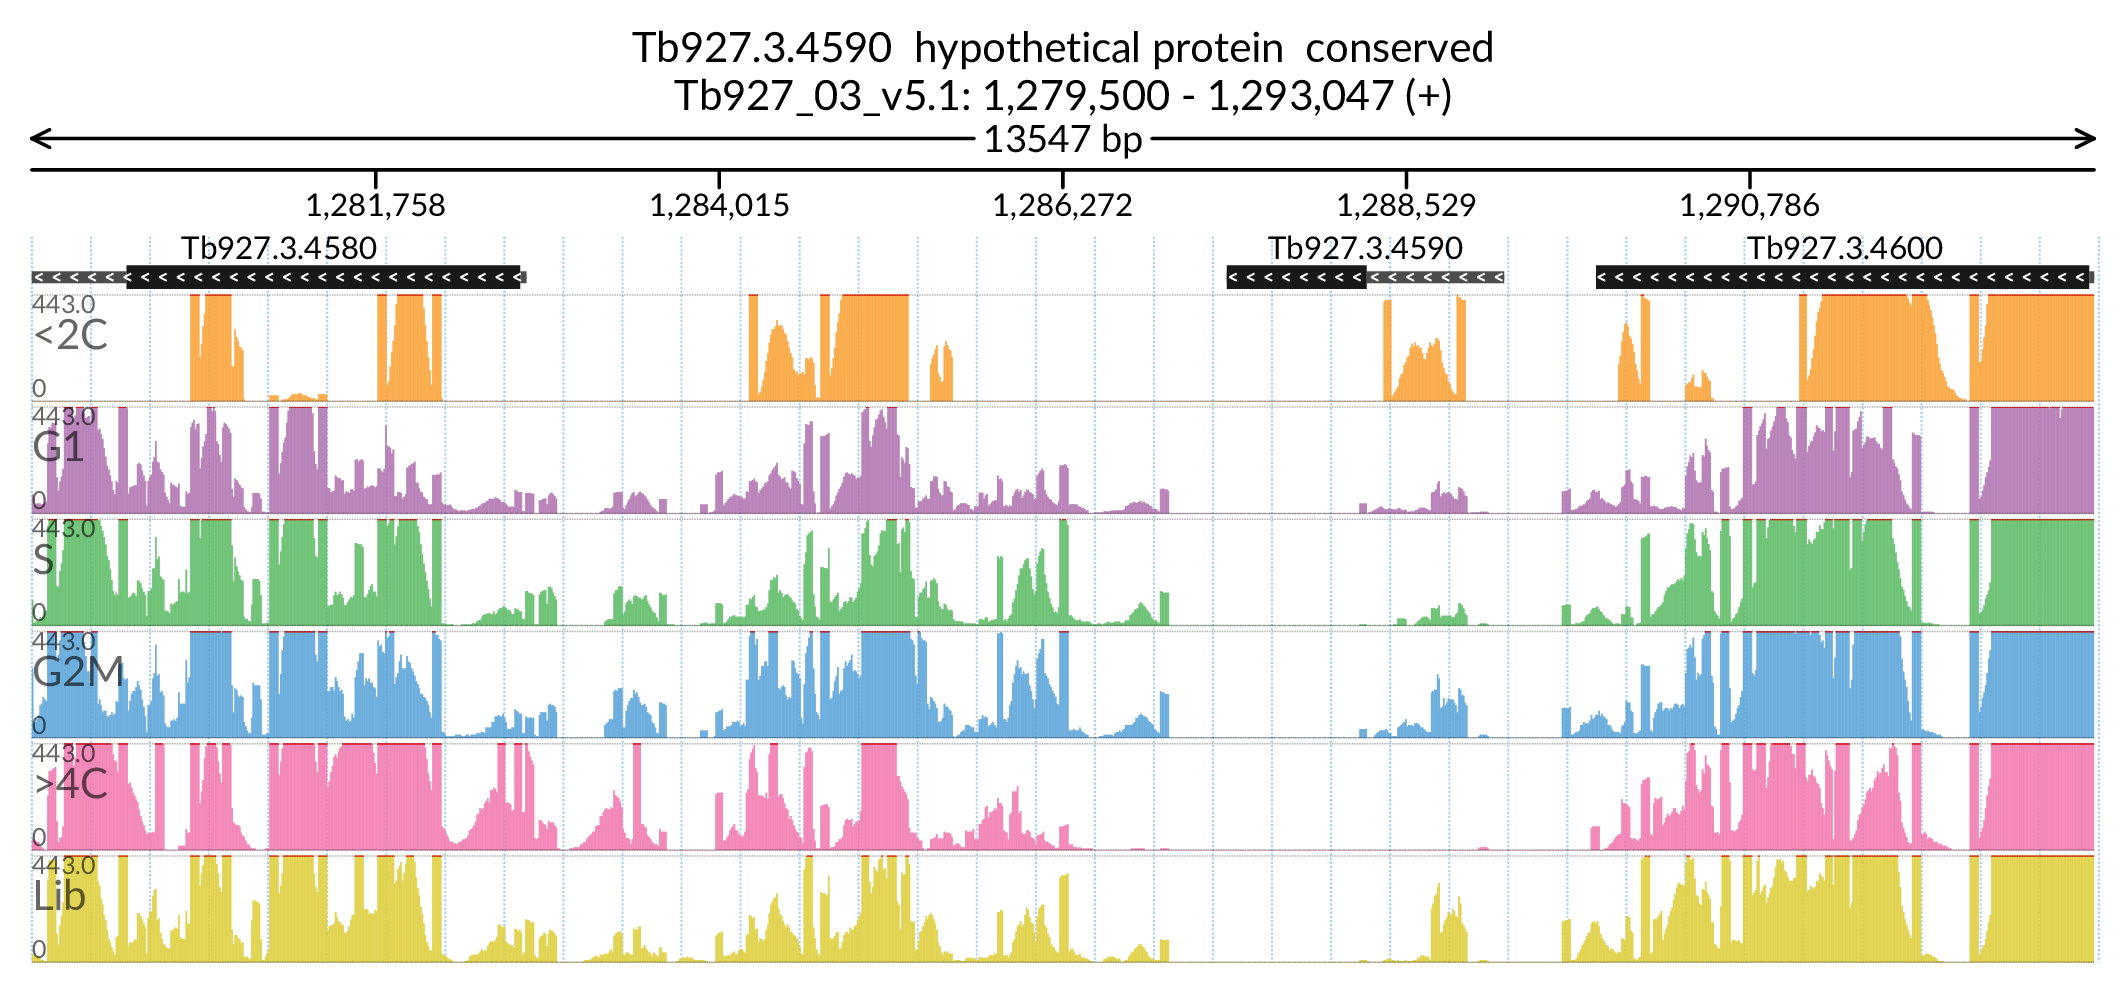 Tb927.3.4590  hypothetical protein  conserved
Tb927_03_v5.1: 1,279,500 - 1,293,047 (+)
13547 bp
1,281,758 1,284,015 1,286,272 1,288,529 1,290,786
Tb927.3.4580 Tb927.3.4590 Tb927.3.4600
443.0
<2C
0
443.0
G1
0
443.0
S
0
443.0
G2M
0
443.0
>4C
0
443.0
Lib
0